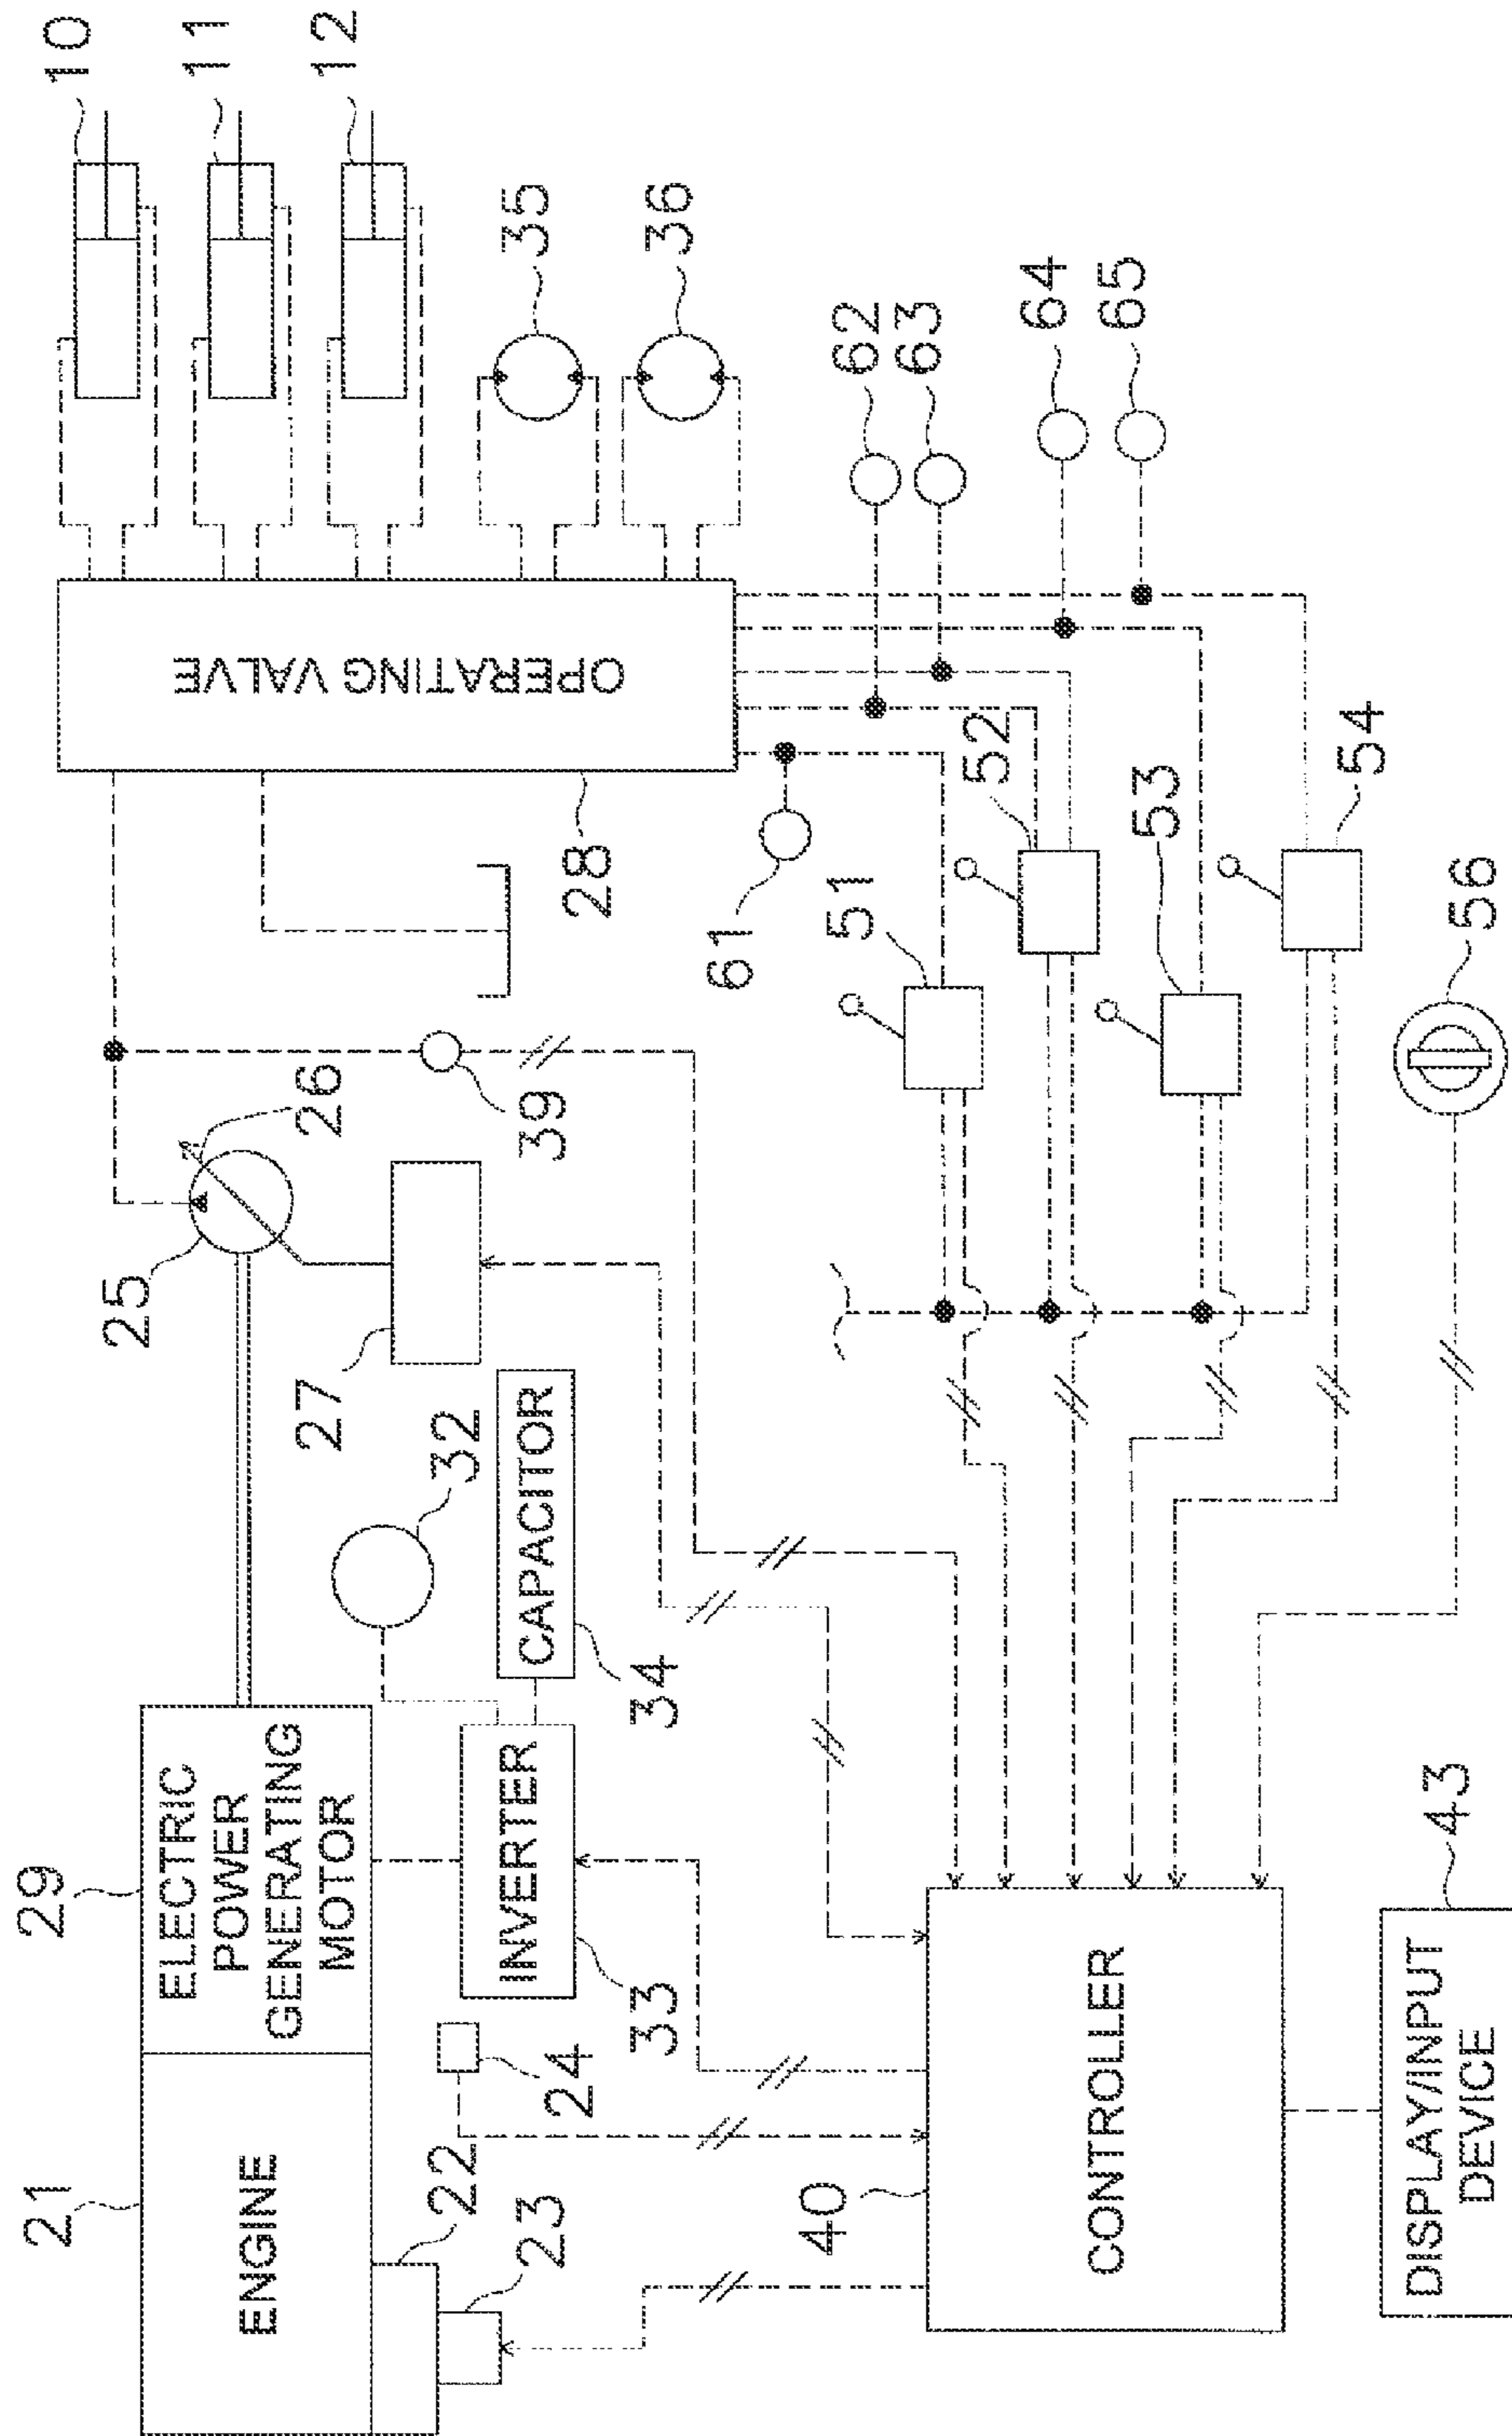 21
29
ENGINE
ELECTRIC
POWER
GENERATING
MOTOR
22
23
24
INVERTER
33
32
CAPACITOR
34
25
26
27
39
OPERATING VALVE
28
10
11
12
35
36
61
62
63
64
65
51
52
53
54
56
40
CONTROLLER
DISPLAY/INPUT
DEVICE
43